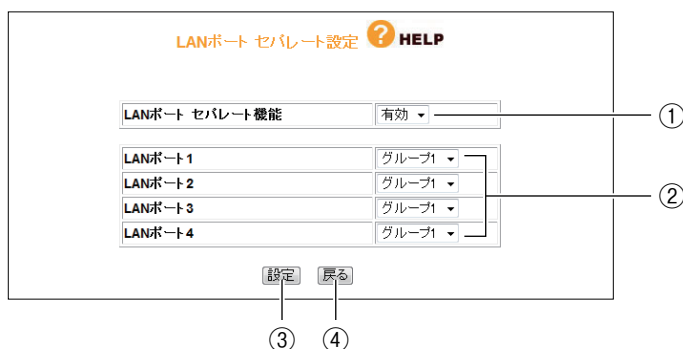 LANポート セパレート設定 ? HELP
LANポート セパレート機能 有効 ①
LANポート1 グループ1
LANポート2 グループ1 ②
LANポート3 グループ1
LANポート4 グループ1
設定 戻る
③ ④